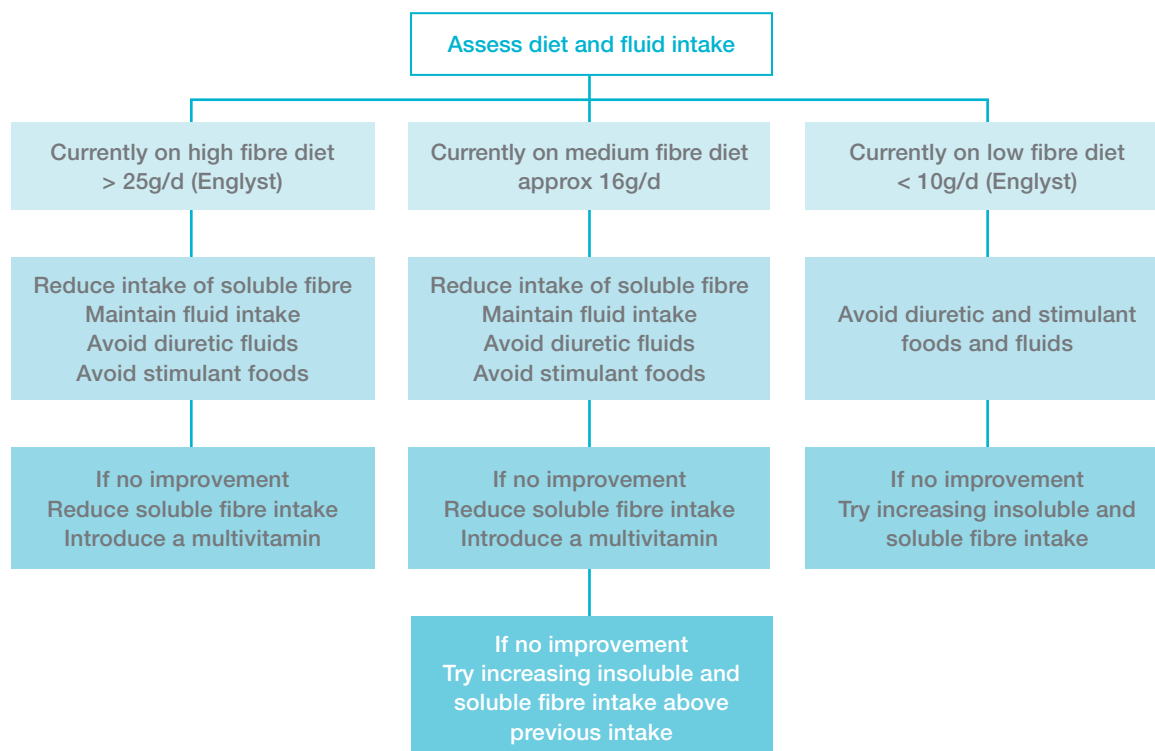 Assess diet and fluid intake
Currently on high fibre diet
> 25g/d (Englyst)
Currently on medium fibre diet
approx 16g/d
Currently on low fibre diet
< 10g/d (Englyst)
Reduce intake of soluble fibre
Maintain fluid intake
Avoid diuretic fluids
Avoid stimulant foods
Reduce intake of soluble fibre
Maintain fluid intake
Avoid diuretic fluids
Avoid stimulant foods
Avoid diuretic and stimulant
foods and fluids
If no improvement
Reduce soluble fibre intake
Introduce a multivitamin
If no improvement
Reduce soluble fibre intake
Introduce a multivitamin
If no improvement
Try increasing insoluble and
soluble fibre intake
If no improvement
Try increasing insoluble and
soluble fibre intake above
previous intake